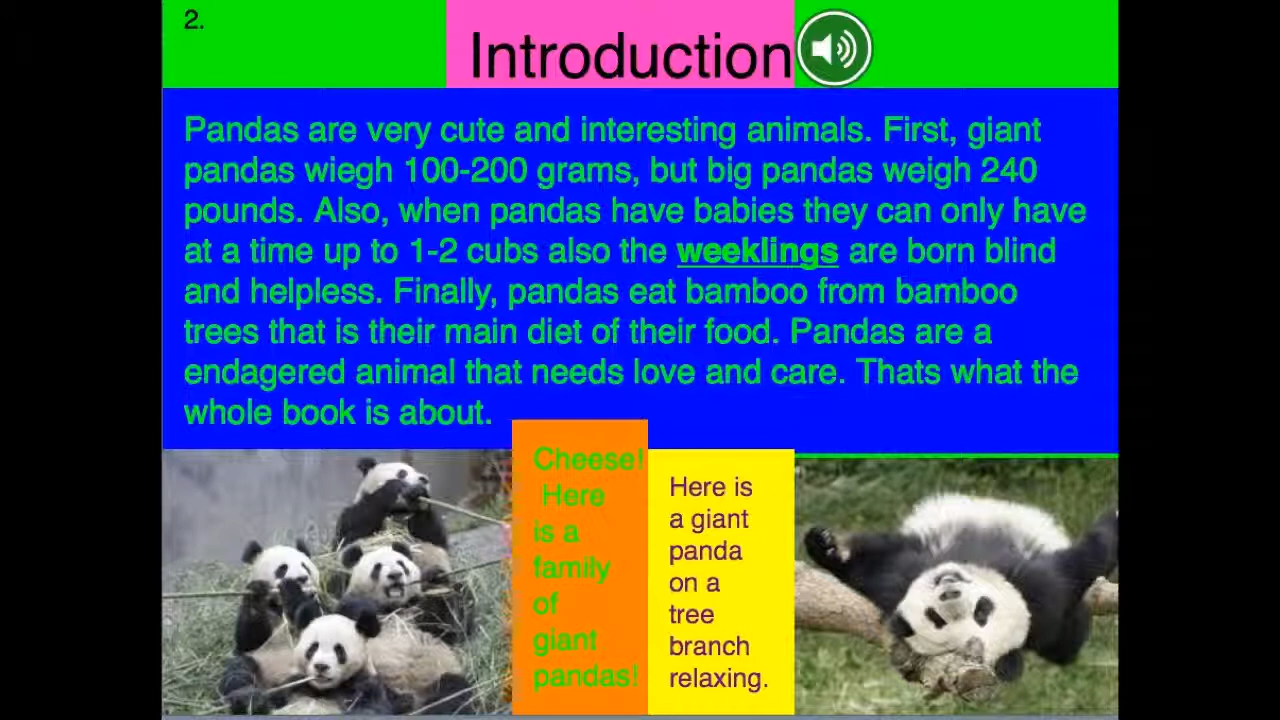 2.
Introduction
Pandas are very cute and interesting animals. First, giant
pandas wiegh 100-200 grams, but big pandas weigh 240
pounds. Also, when pandas have babies they can only have
at a time up to 1-2 cubs also the weeklings are born blind
and helpless. Finally, pandas eat bamboo from bamboo
trees that is their main diet of their food. Pandas are a
endagered animal that needs love and care. Thats what the
whole book is about.
Cheese!
Here
is a
family
of
giant
pandas!
Here is
a giant
panda
on a
tree
branch
relaxing.